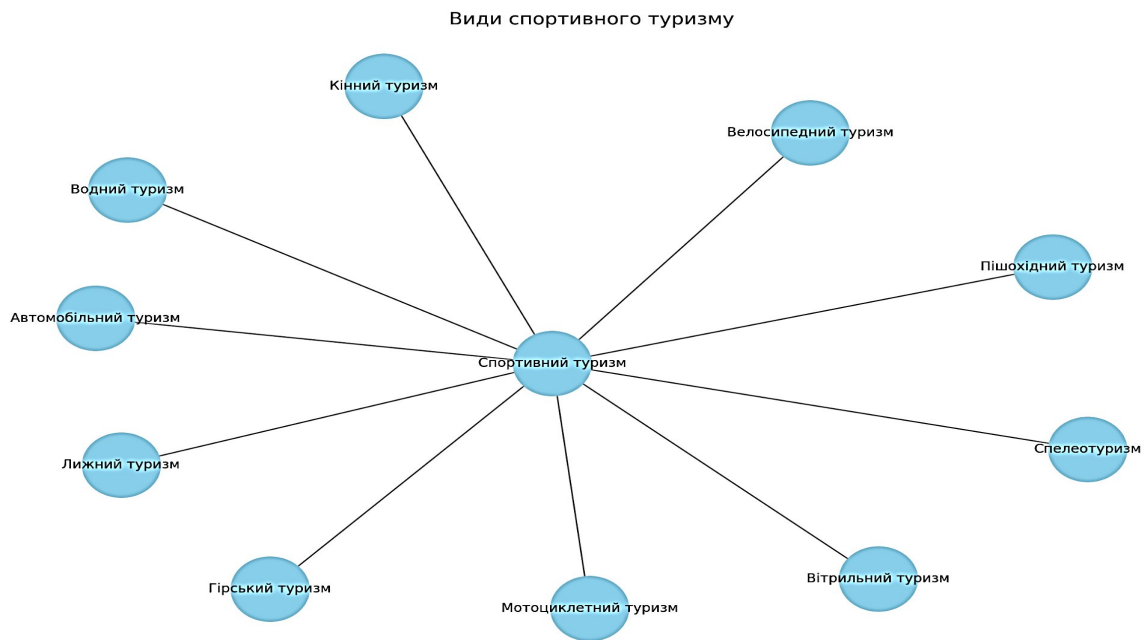 Види спортивного туризму
Кінний туризм
Велосипедний туризм
Водний туризм
Пішохідний туризм
Автомобільний туризм
Спортивний туризм
Спелеотуризм
Лижний туризм
Вітрильний туризм
Гірський туризм
Мотоциклетний туризм